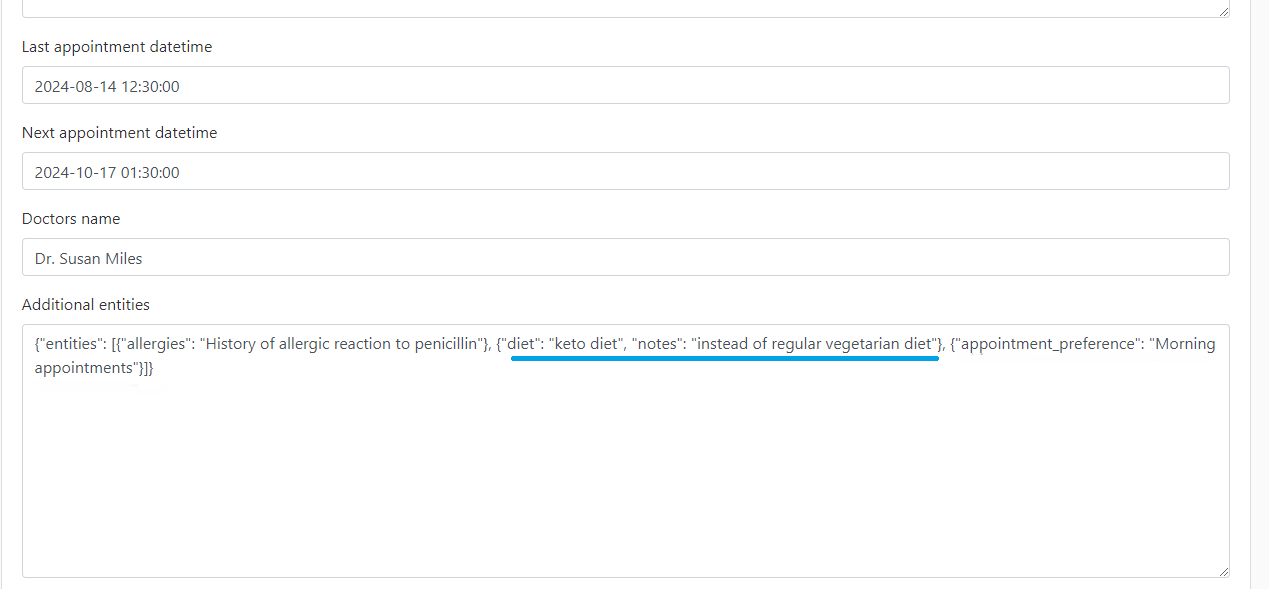 Last appointment datetime
2024-08-14 12:30:00
Next appointment datetime
2024-10-17 01:30:00
Doctors name
Dr. Susan Miles
Additional entities
{"entities": [{"allergies": "History of allergic reaction to penicillin"}, {"diet": "keto diet", "notes": "instead of regular vegetarian diet"}, {"appointment_preference": "Morning
appointments"}]}